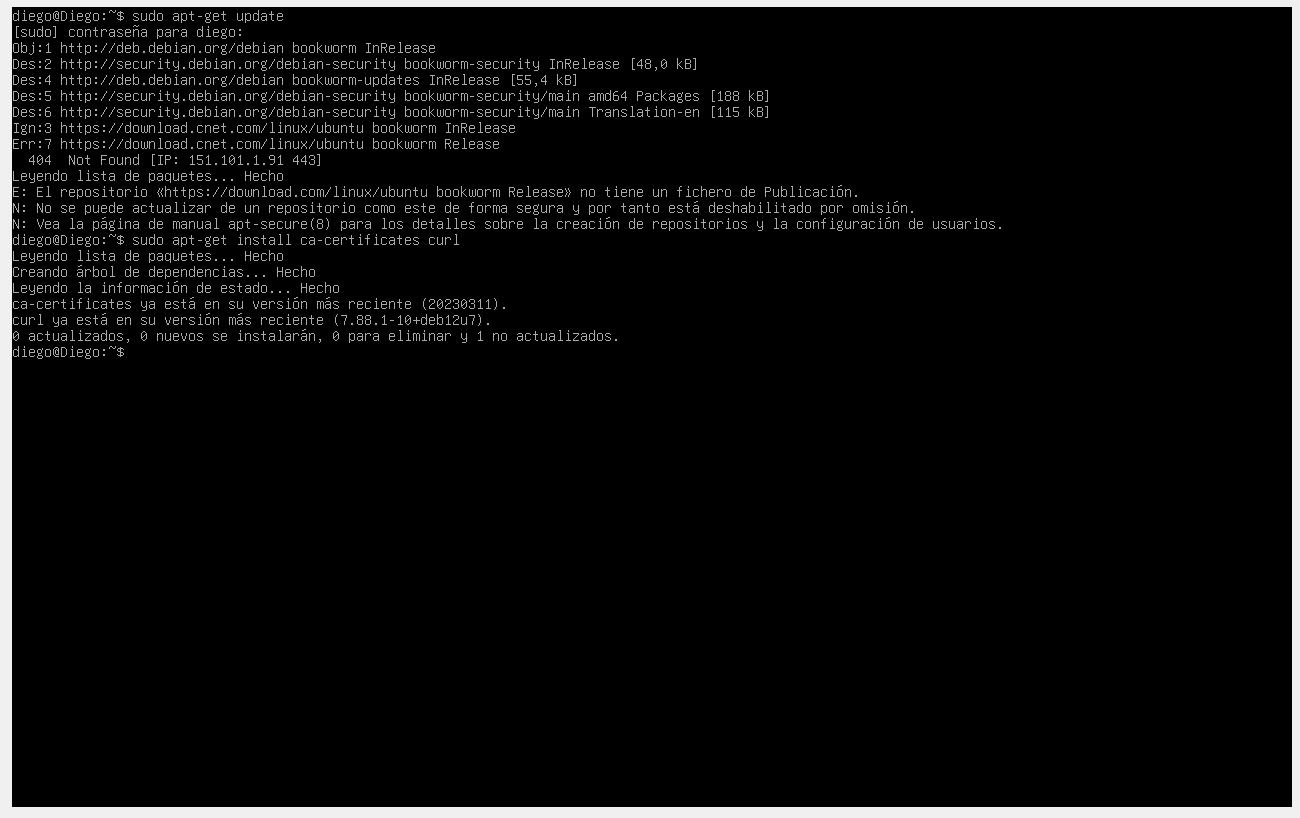 diego@Diego:~$ sudo apt-get update
[sudo] contraseña para diego:
Obj:1 http://deb.debian.org/debian bookworm InRelease
Des:2 http://security.debian.org/debian-security bookworm-security InRelease [48,0 kB]
Des:4 http://deb.debian.org/debian bookworm-updates InRelease [55,4 kB]
Des:5 http://security.debian.org/debian-security bookworm-security/main amd64 Packages [188 kB]
Des:6 http://security.debian.org/debian-security bookworm-security/main Translation-en [115 kB]
Ign:3 https://download.cnet.com/linux/ubuntu bookworm InRelease
Err:7 https://download.cnet.com/linux/ubuntu bookworm Release
  404  Not Found [IP: 151.101.1.91 443]
Leyendo lista de paquetes... Hecho
E: El repositorio «https://download.com/linux/ubuntu bookworm Release» no tiene un fichero de Publicación.
N: No se puede actualizar de un repositorio como este de forma segura y por tanto está deshabilitado por omisión.
N: Vea la página de manual apt-secure(8) para los detalles sobre la creación de repositorios y la configuración de usuarios.
diego@Diego:~$ sudo apt-get install ca-certificates curl
Leyendo lista de paquetes... Hecho
Creando árbol de dependencias... Hecho
Leyendo la información de estado... Hecho
ca-certificates ya está en su versión más reciente (20230311).
curl ya está en su versión más reciente (7.88.1-10+deb12u7).
0 actualizados, 0 nuevos se instalarán, 0 para eliminar y 1 no actualizados.
diego@Diego:~$